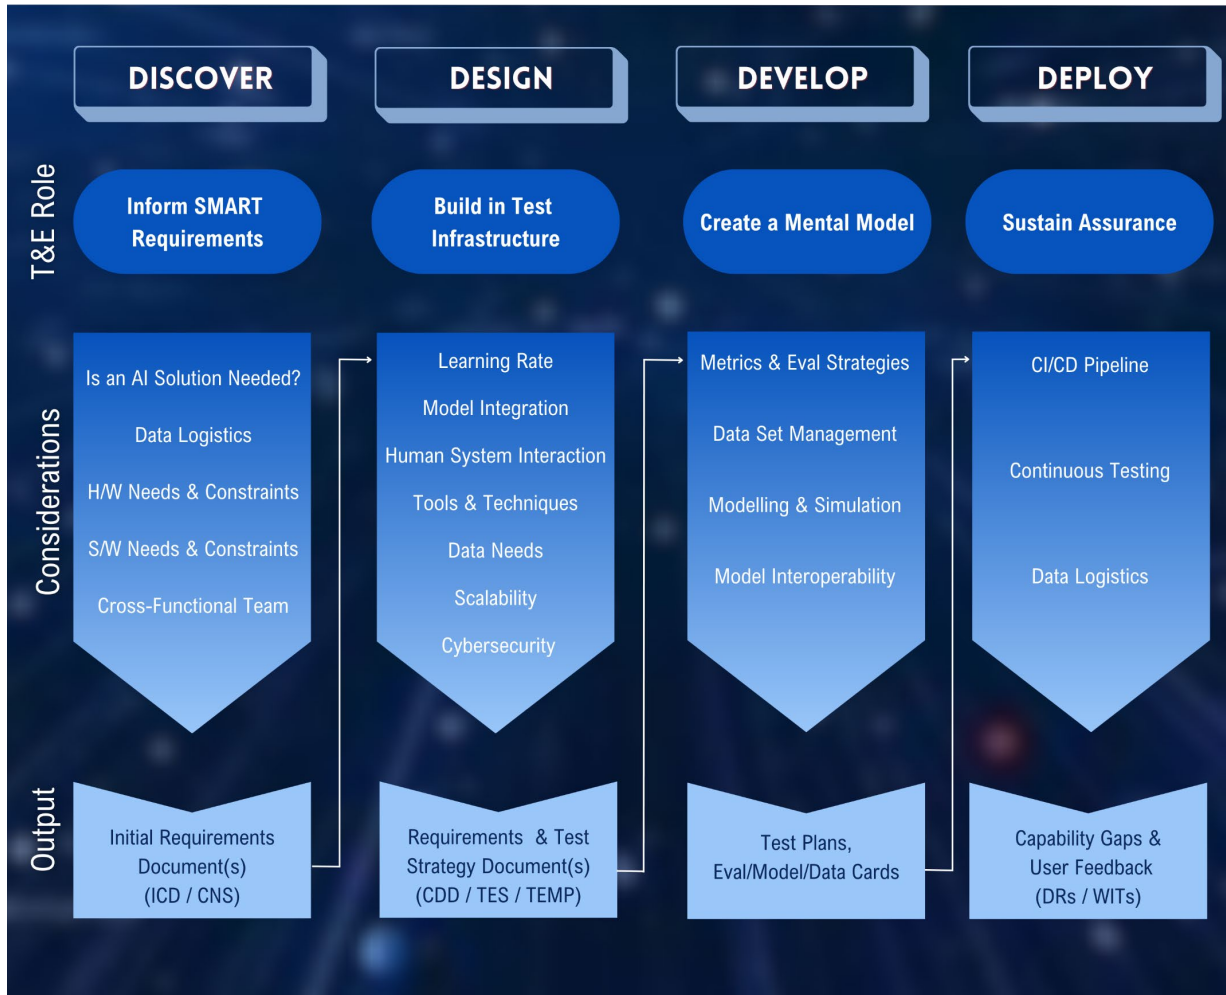 DISCOVER
DESIGN
DEVELOP
DEPLOY
T&E Role
Inform SMART
Requirements
Build in Test
Infrastructure
Create a Mental Model
Sustain Assurance
Considerations
Is an AI Solution Needed?
Data Logistics
H/W Needs & Constraints
S/W Needs & Constraints
Cross-Functional Team
Learning Rate
Model Integration
Human System Interaction
Tools & Techniques
Data Needs
Scalability
Cybersecurity
Metrics & Eval Strategies
Data Set Management
Modelling & Simulation
Model Interoperability
CI/CD Pipeline
Continuous Testing
Data Logistics
Output
Initial Requirements
Document(s)
(ICD / CNS)
Requirements & Test
Strategy Document(s)
(CDD / TES / TEMP)
Test Plans,
Eval/Model/Data Cards
Capability Gaps &
User Feedback
(DRs / WITs)